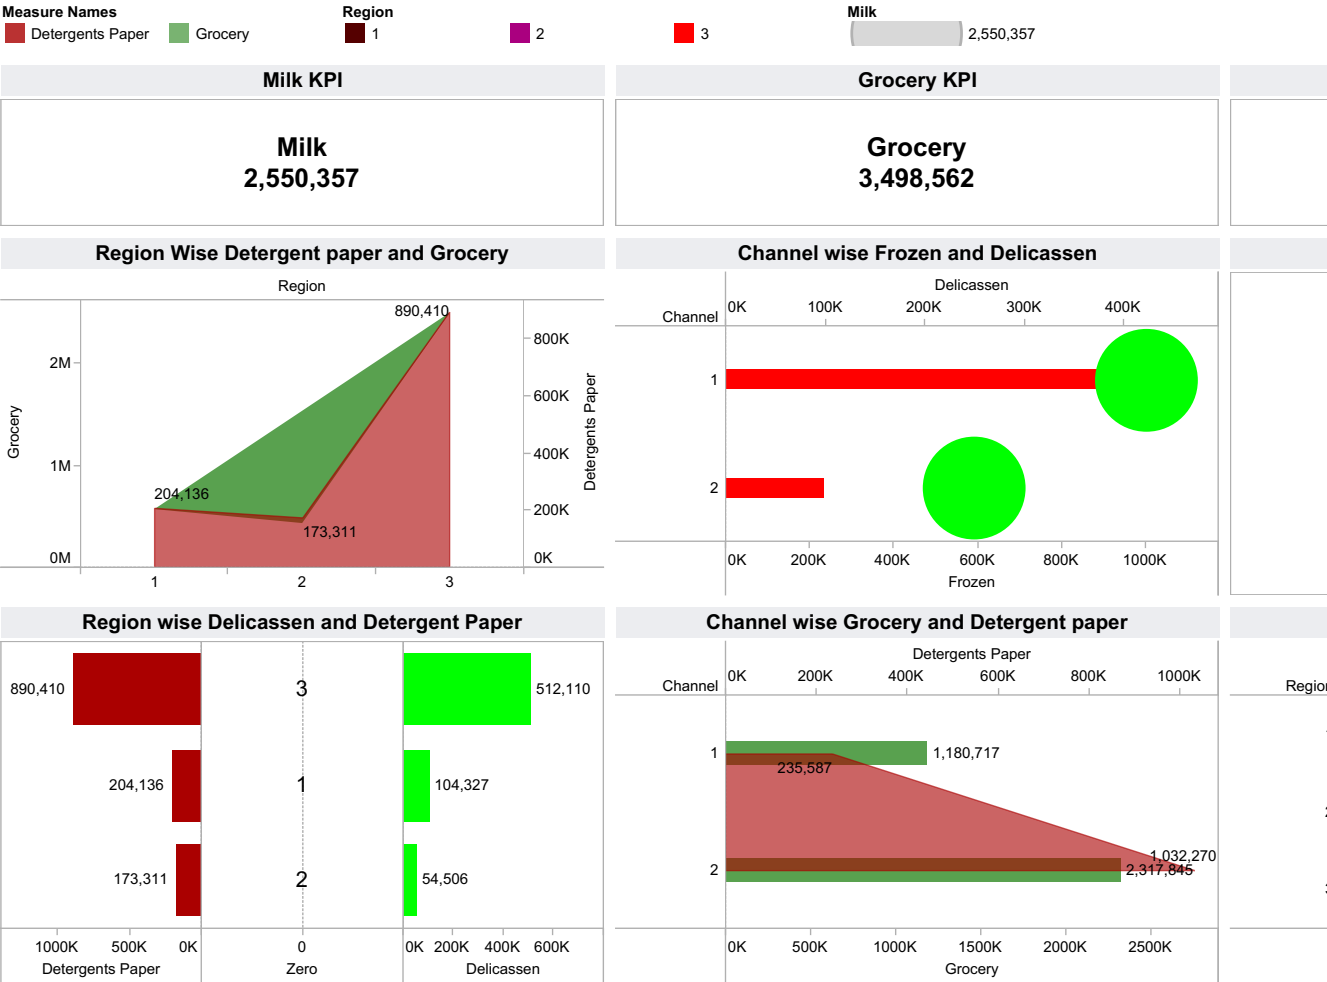 Measure Names
Detergents Paper
Grocery
Region
1
2
3
Milk
2,550,357
Milk KPI
Grocery KPI
Milk
2,550,357
Grocery
3,498,562
Region Wise Detergent paper and Grocery
Region
890,410
204,136
173,311
2M
1M
0M
Grocery
800K
600K
400K
200K
0K
Detergents Paper
1
2
3
Channel wise Frozen and Delicassen
Delicassen
Channel
0K
100K
200K
300K
400K
1
2
0K
200K
400K
600K
800K
1000K
Frozen
Region wise Delicassen and Detergent Paper
890,410
3
512,110
204,136
1
104,327
173,311
2
54,506
1000K
500K
0K
0
0K
200K
400K
600K
Detergents Paper
Zero
Delicassen
Channel wise Grocery and Detergent paper
Detergents Paper
Channel
0K
200K
400K
600K
800K
1000K
1
1,180,717
235,587
1,032,270
2
2,317,845
0K
500K
1000K
1500K
2000K
2500K
Grocery